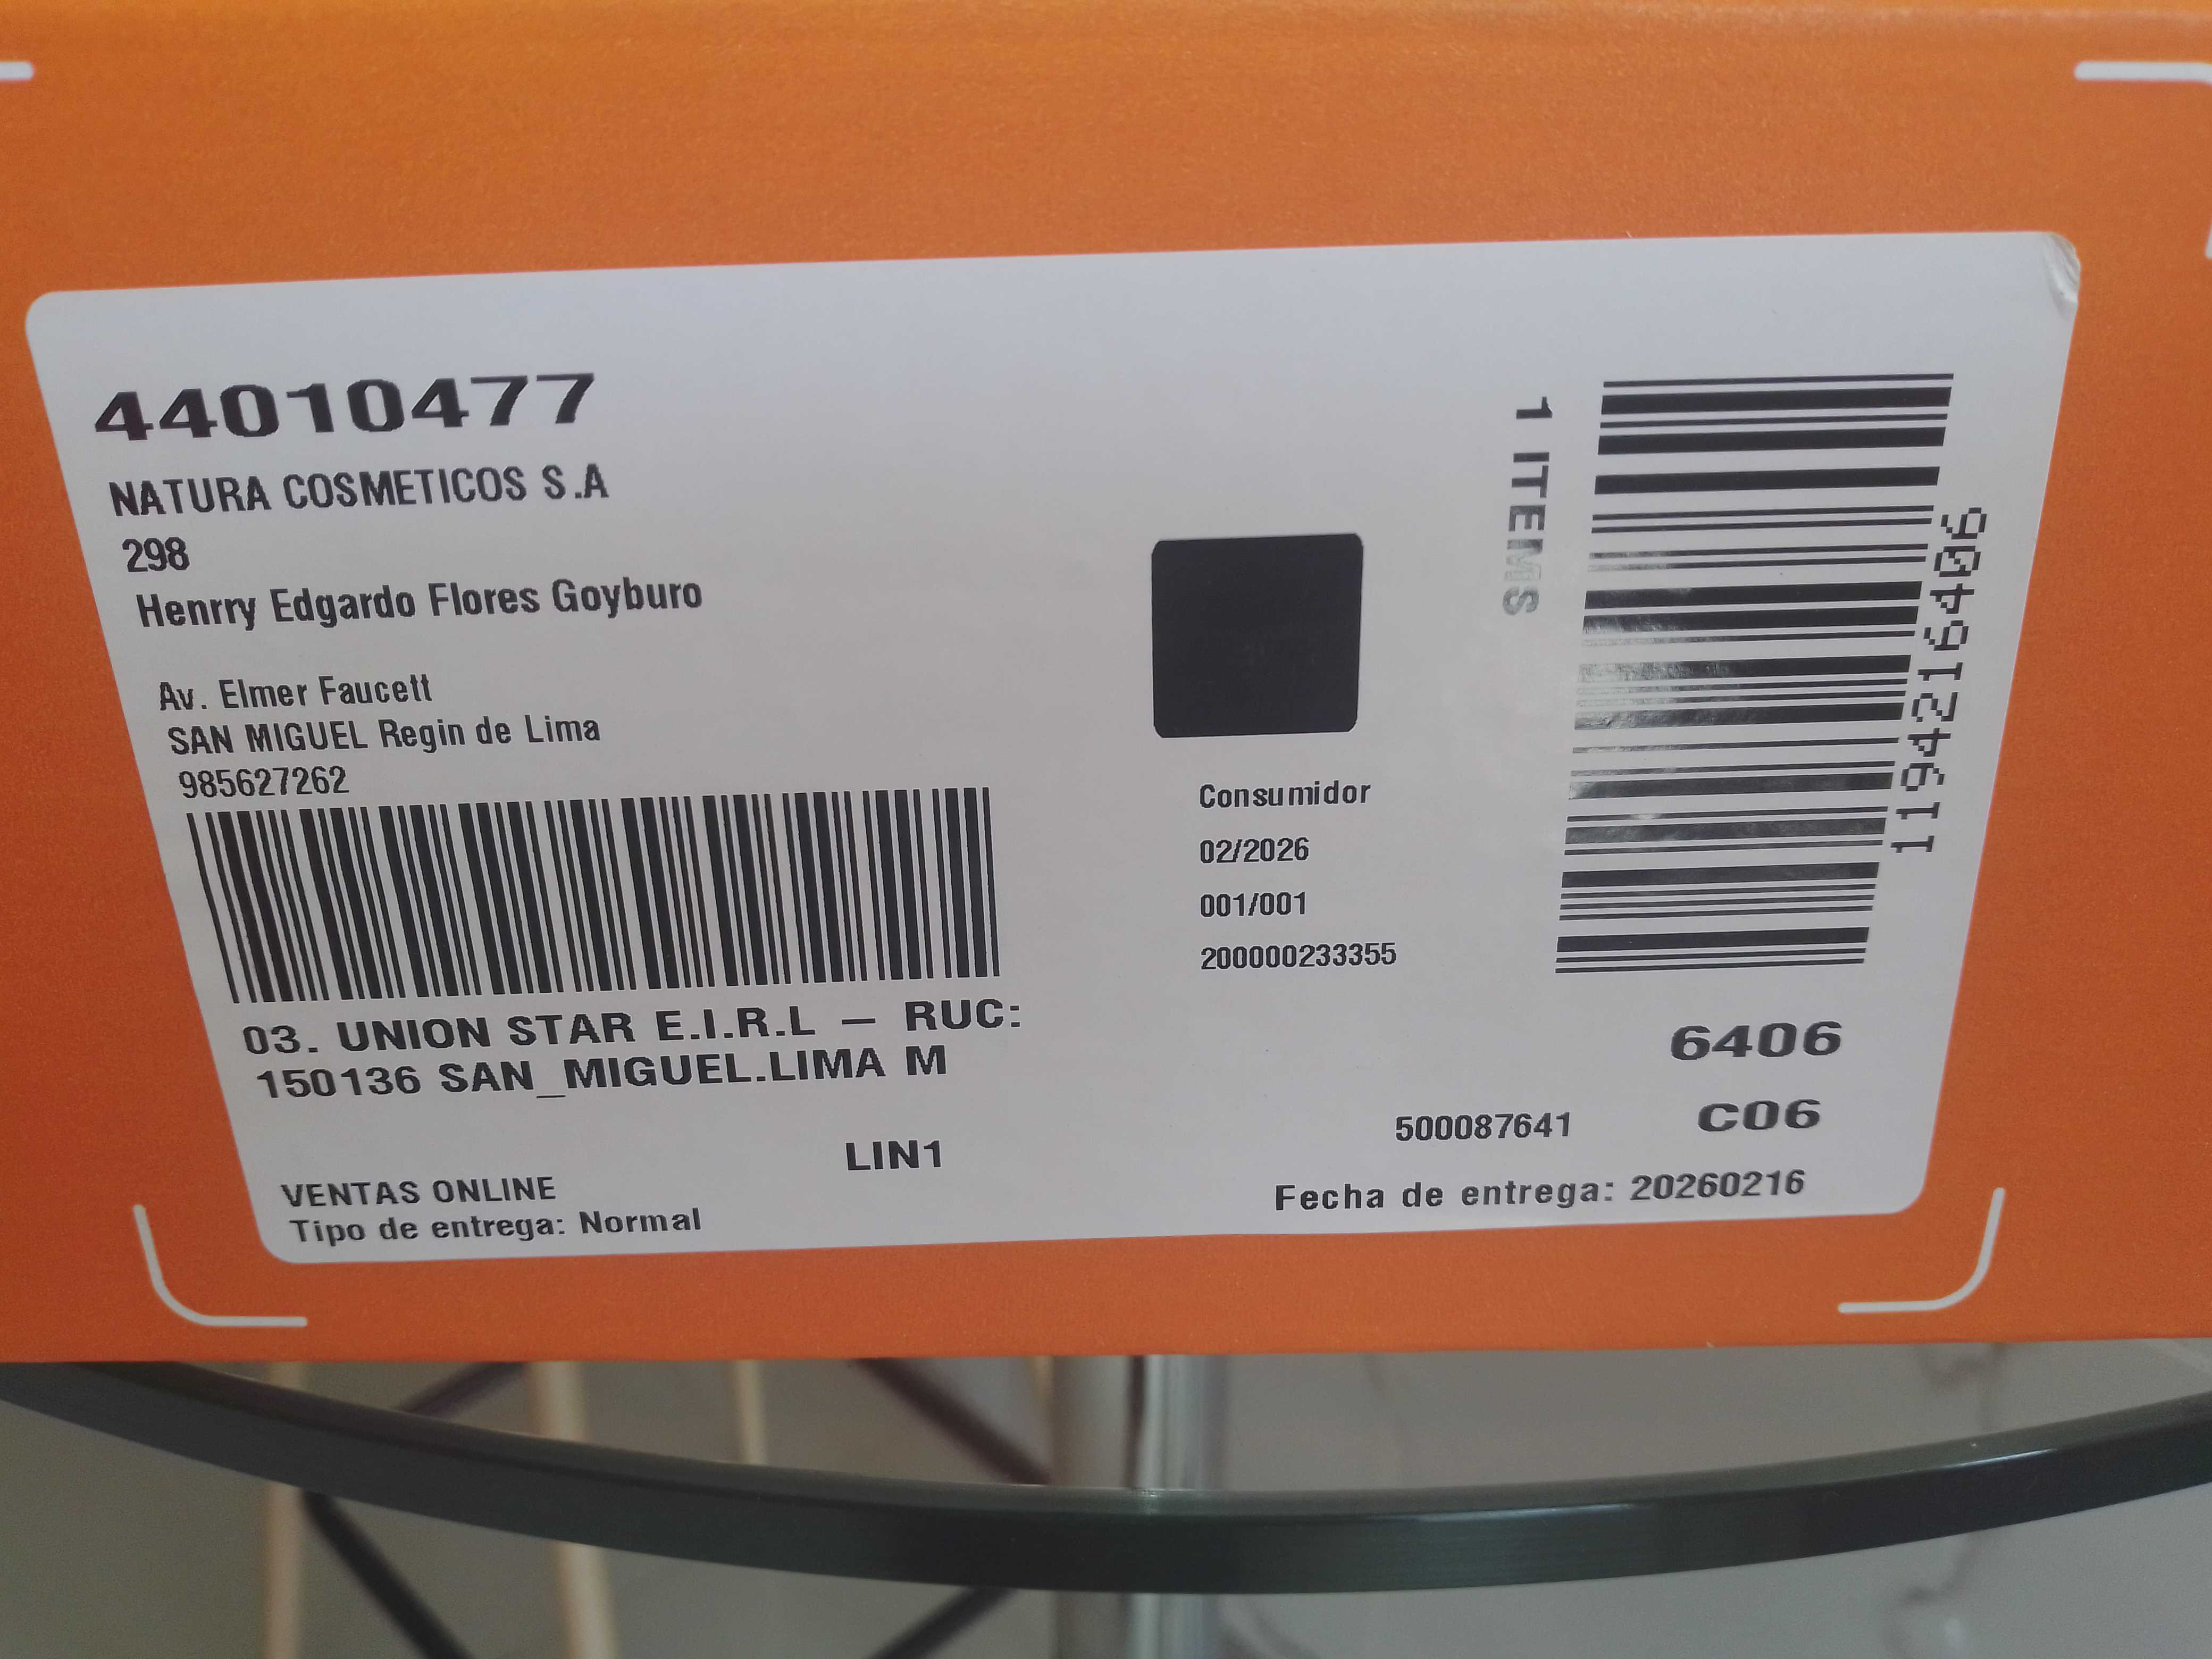 44010477
NATURA COSMETICOS S.A
298
Henrry Edgardo Flores Goyburo
Av. Elmer Faucett
SAN MIGUEL Regin de Lima
985627262
03. UNION STAR E.I.R.L – RUC:
150136 SAN_MIGUEL.LIMA M
LIN1
VENTAS ONLINE
Tipo de entrega: Normal
Consumidor
02/2026
001/001
200000233355
1 ITEMS
1194216406
6406
C06
500087641
Fecha de entrega: 20260216